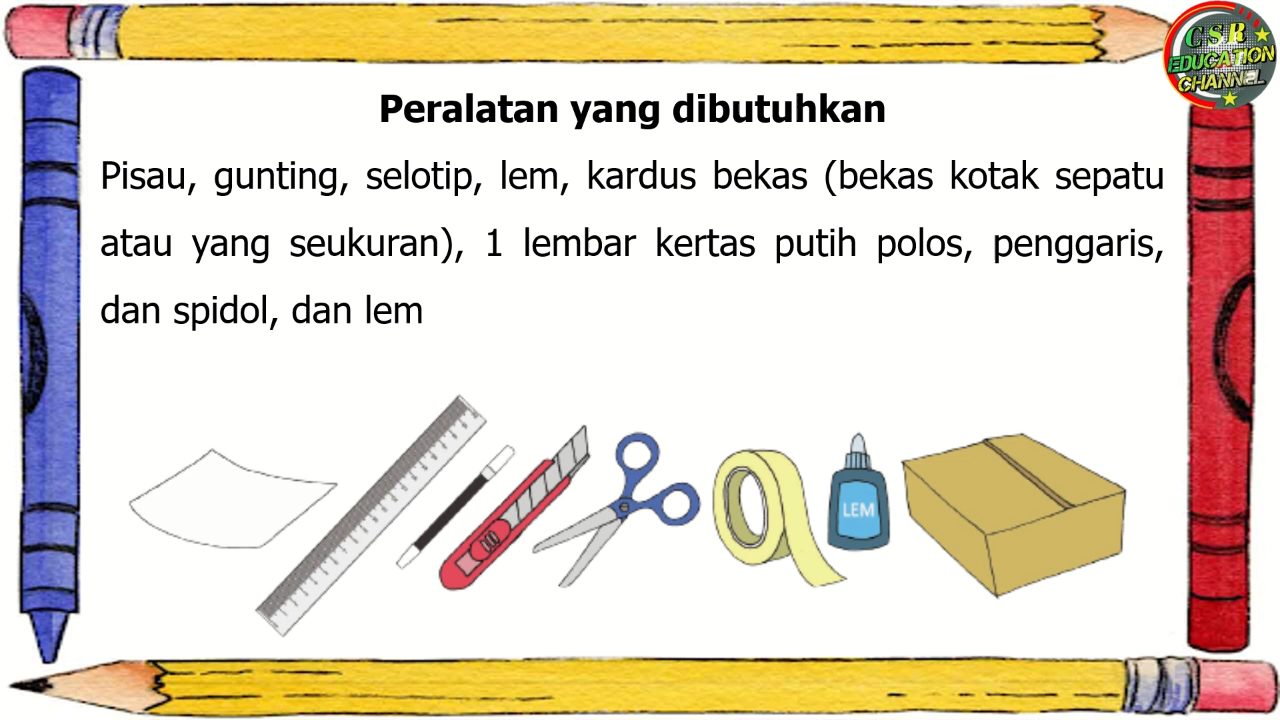 C S R
EDUCATION
CHANNEL
Peralatan yang dibutuhkan
Pisau, gunting, selotip, lem, kardus bekas (bekas kotak sepatu
atau yang seukuran), 1 lembar kertas putih polos, penggaris,
dan spidol, dan lem
LEM